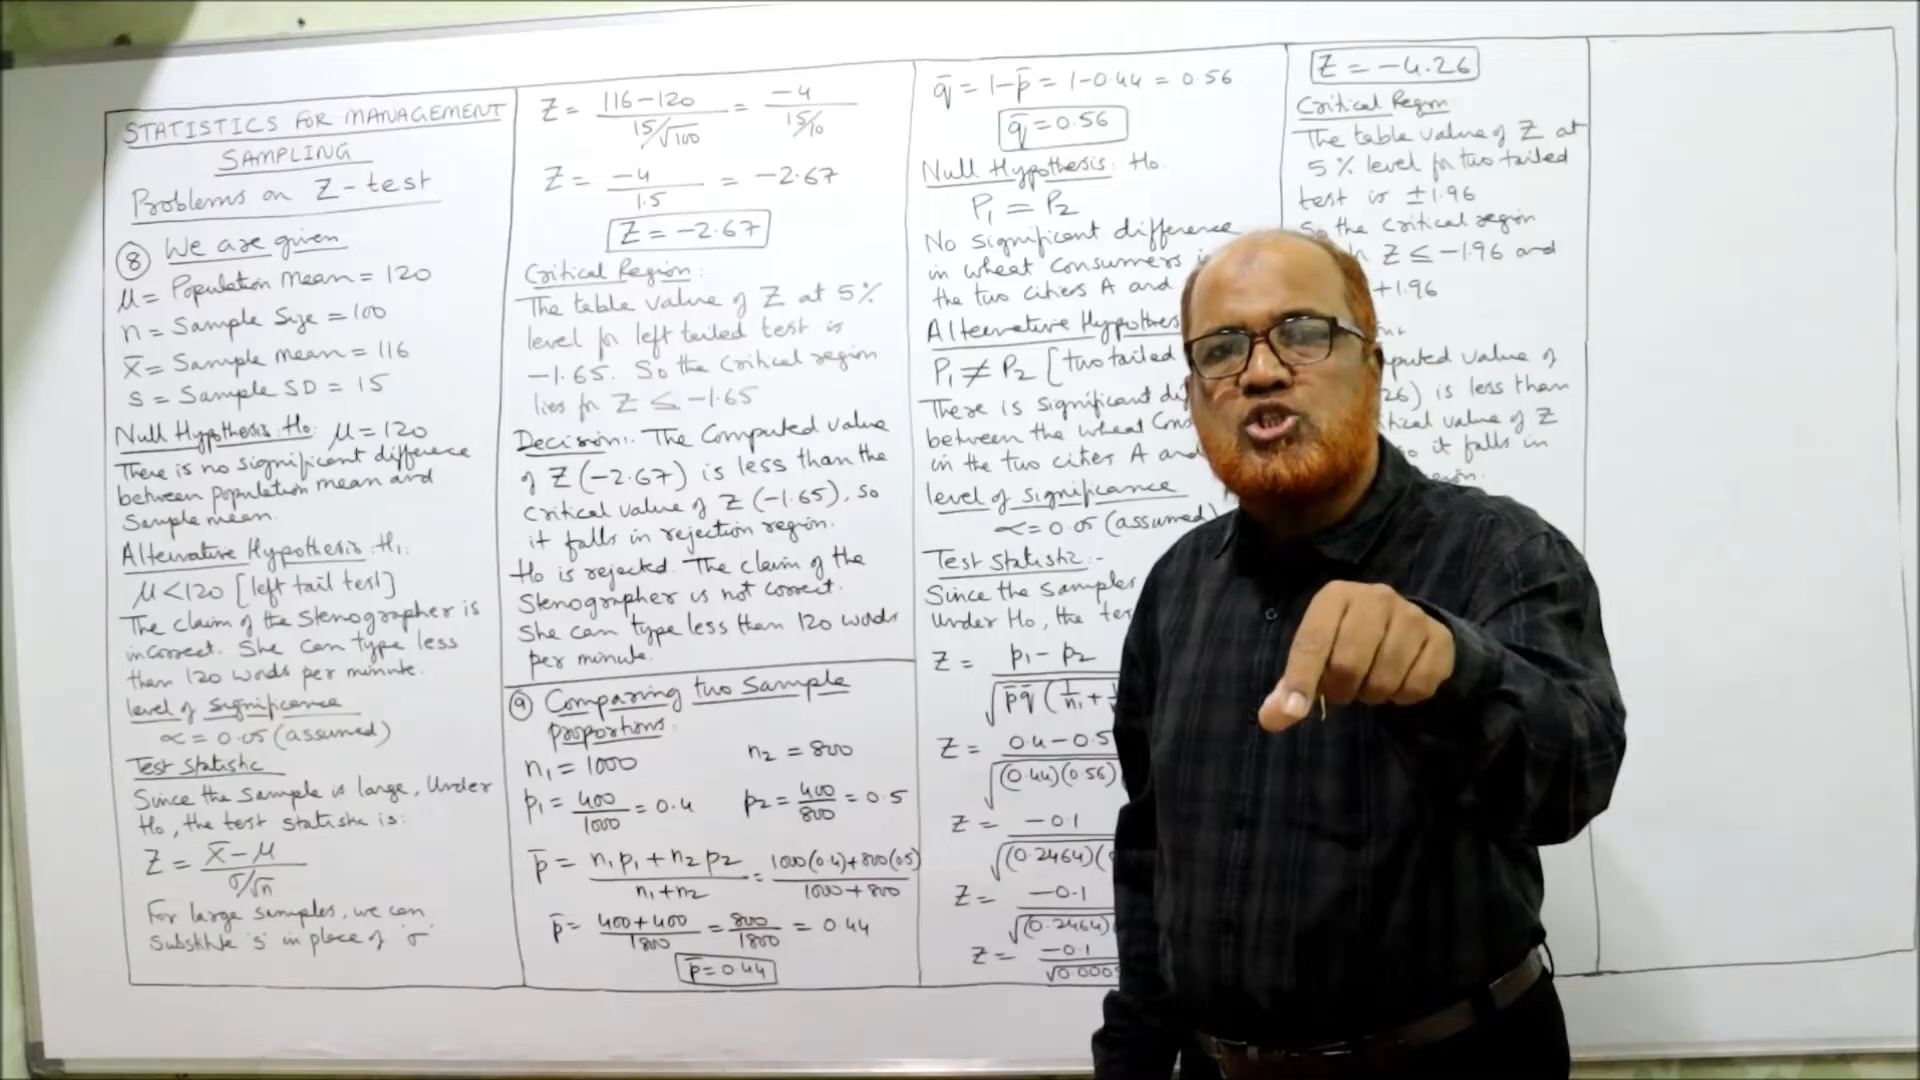 STATISTICS FOR MANAGEMENT
SAMPLING
Problems on Z-test
⑧ We are given
μ = Population Mean = 120
n = Sample Size = 100
x̄ = Sample Mean = 116
s = Sample SD = 15
Null Hypothesis: H₀: μ = 120
There is no significant difference
between population mean and
Sample mean.
Alternative Hypothesis: H₁:
μ < 120 [left tail test]
The claim of the Stenographer is
incorrect. She can type less
than 120 words per minute.
level of significance
α = 0.05 (assumed)
Test Statistic
Since the sample is large, Under
H₀, the test statistic is:
Z = (x̄ - μ) / (σ/√n)
For large samples, we can
substitute 's' in place of 'σ'
Z = (116-120) / (15/√100) = -4 / (15/10)
Z = -4/1.5 = -2.67
Z = -2.67
Critical Region:
The table value of Z at 5%
level for left tailed test is
-1.65. So the critical region
lies for Z ≤ -1.65
Decision: The Computed value
of Z (-2.67) is less than the
critical value of Z (-1.65), so
it falls in rejection region.
H₀ is rejected. The claim of the
Stenographer is not correct.
She can type less than 120 words
per minute.
⑨ Comparing two Sample
proportions.
n₁ = 1000 n₂ = 800
p₁ = 400/1000 = 0.4 p₂ = 400/800 = 0.5
p̄ = (n₁p₁ + n₂p₂) / (n₁+n₂) = (1000(0.4)+800(0.5)) / (1000+800)
p̄ = (400+400)/1800 = 800/1800 = 0.44
p̄ = 0.44
q̄ = 1-p̄ = 1-0.44 = 0.56
q̄ = 0.56
Null Hypothesis: H₀
P₁ = P₂
No significant difference
in wheat consumers
the two cities A and
Alternative
P₁ ≠ P₂ [two tailed
There is significant
between the wheat
in the two cities A and
level of significance
α = 0.05 (assumed)
Test Statistic:-
Since the samples
Under H₀, the
Z = (p₁ - p₂) / √(p̄q̄ (1/n₁ +
Z = 0.4-0.5 / √((0.44)(0.56)
Z = -0.1 / √((0.2464)(
Z = -0.1 / √((0.2464)
Z = -0.1 / √0.000
Z = -4.26
Critical Region
The table value of Z at
5% level for two tailed
test is ±1.96
So the critical region
Z ≤ -1.96 and
+1.96
value of
26) is less than
value of Z
it falls in